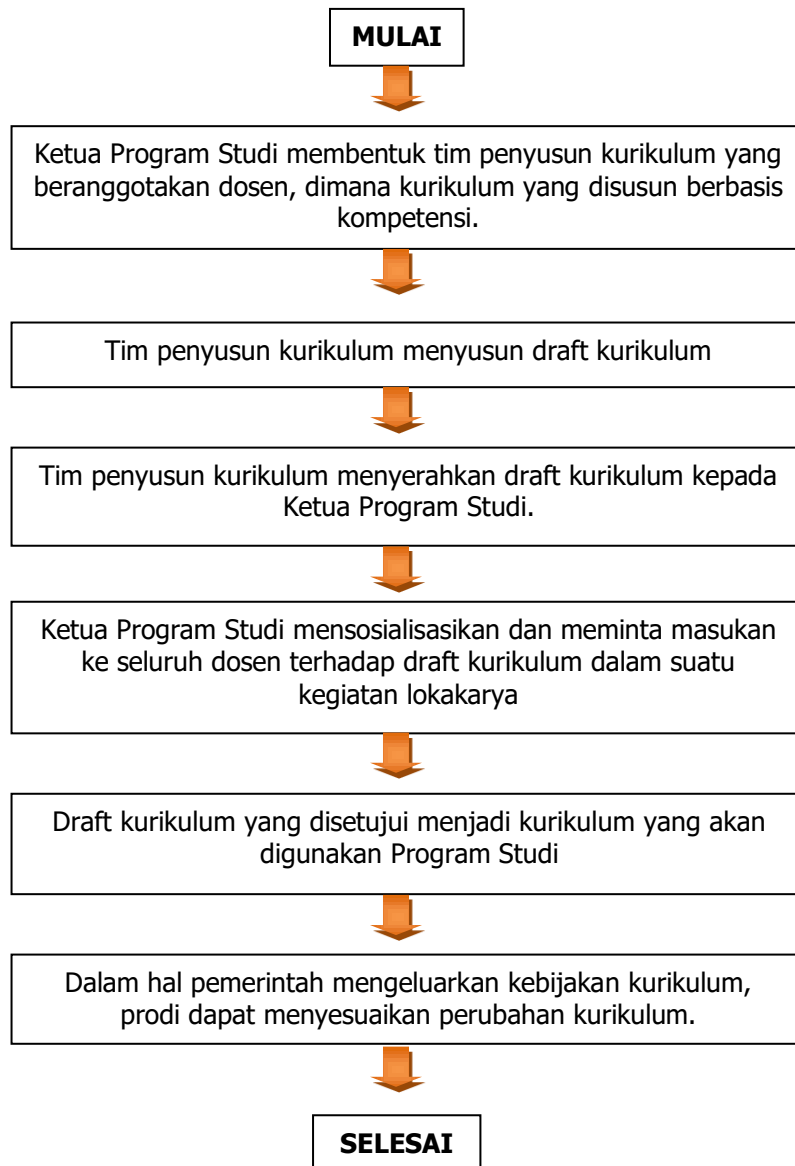 MULAI
Ketua Program Studi membentuk tim penyusun kurikulum yang
beranggotakan dosen, dimana kurikulum yang disusun berbasis
kompetensi.
Tim penyusun kurikulum menyusun draft kurikulum
Tim penyusun kurikulum menyerahkan draft kurikulum kepada
Ketua Program Studi.
Ketua Program Studi mensosialisasikan dan meminta masukan
ke seluruh dosen terhadap draft kurikulum dalam suatu
kegiatan lokakarya
Draft kurikulum yang disetujui menjadi kurikulum yang akan
digunakan Program Studi
Dalam hal pemerintah mengeluarkan kebijakan kurikulum,
prodi dapat menyesuaikan perubahan kurikulum.
SELESAI